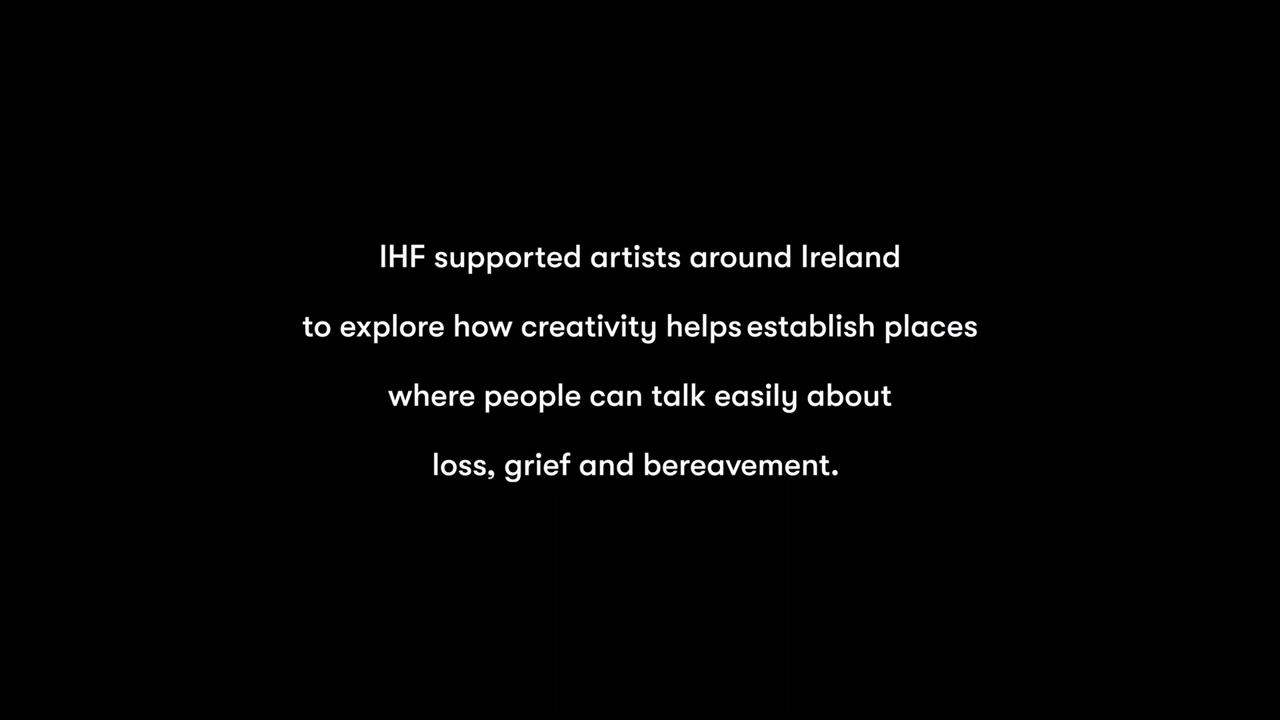 IHF supported artists around Ireland
to explore how creativity helps establish places
where people can talk easily about
loss, grief and bereavement.